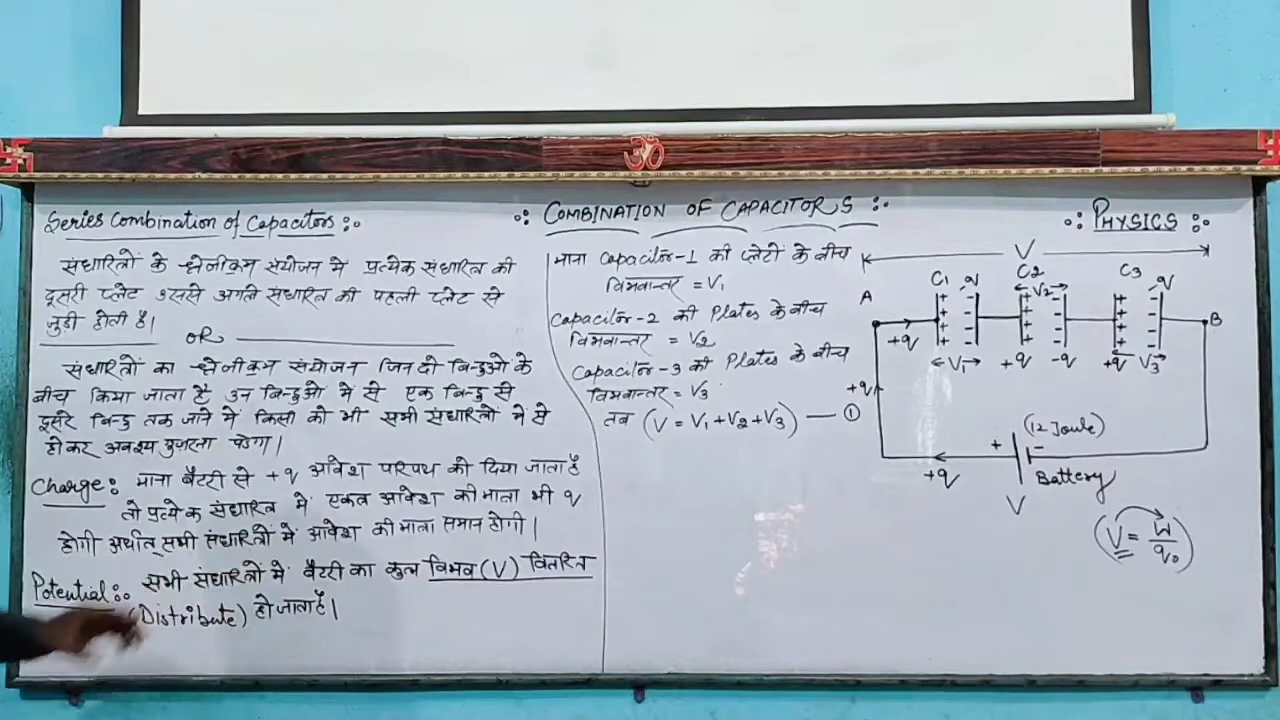 Series Combination of Capacitors :-
संधारित्रों के श्रेणीक्रम संयोजन में प्रत्येक संधारित्र की
दूसरी प्लेट उससे अगले संधारित्र की पहली प्लेट से
जुड़ी होती है।
OR
संधारित्रों का श्रेणीक्रम संयोजन जिन दो बिन्दुओं के
बीच किया जाता है उन बिन्दुओं में से एक बिन्दु से
दूसरे बिन्दु तक जाने में किसी को भी सभी संधारित्रों में से
होकर अवश्य गुजरना पड़ेगा।
Charge : माना बैटरी से +q आवेश परिपथ को दिया जाता है
तो प्रत्येक संधारित्र में एकल आवेश की मात्रा भी q
होगी अर्थात् सभी संधारित्रों में आवेश की मात्रा समान होगी।
Potential :- सभी संधारित्रों में बैटरी का कुल विभव (V) वितरित
(Distribute) हो जाता है।
COMBINATION OF CAPACITORS :-
माना Capacitor-1 की प्लेटों के बीच
विभवान्तर = V₁
Capacitor-2 की Plates के बीच
विभवान्तर = V₂
Capacitor-3 की Plates के बीच
विभवान्तर = V₃
तब (V = V₁ + V₂ + V₃) — ①
PHYSICS :-
V
C1 q C2 C3 q
V₂
A
+ - + - + -
B
+q V₁ +q -q +q V₃
+q
(12 Joule)
+ -
+q Battery
V
(V = W/q₀)